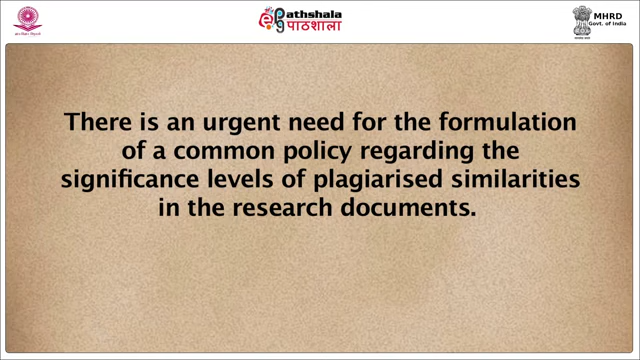 ePathshala
पाठशाला
MHRD
Govt. of India
There is an urgent need for the formulation
of a common policy regarding the
significance levels of plagiarised similarities
in the research documents.